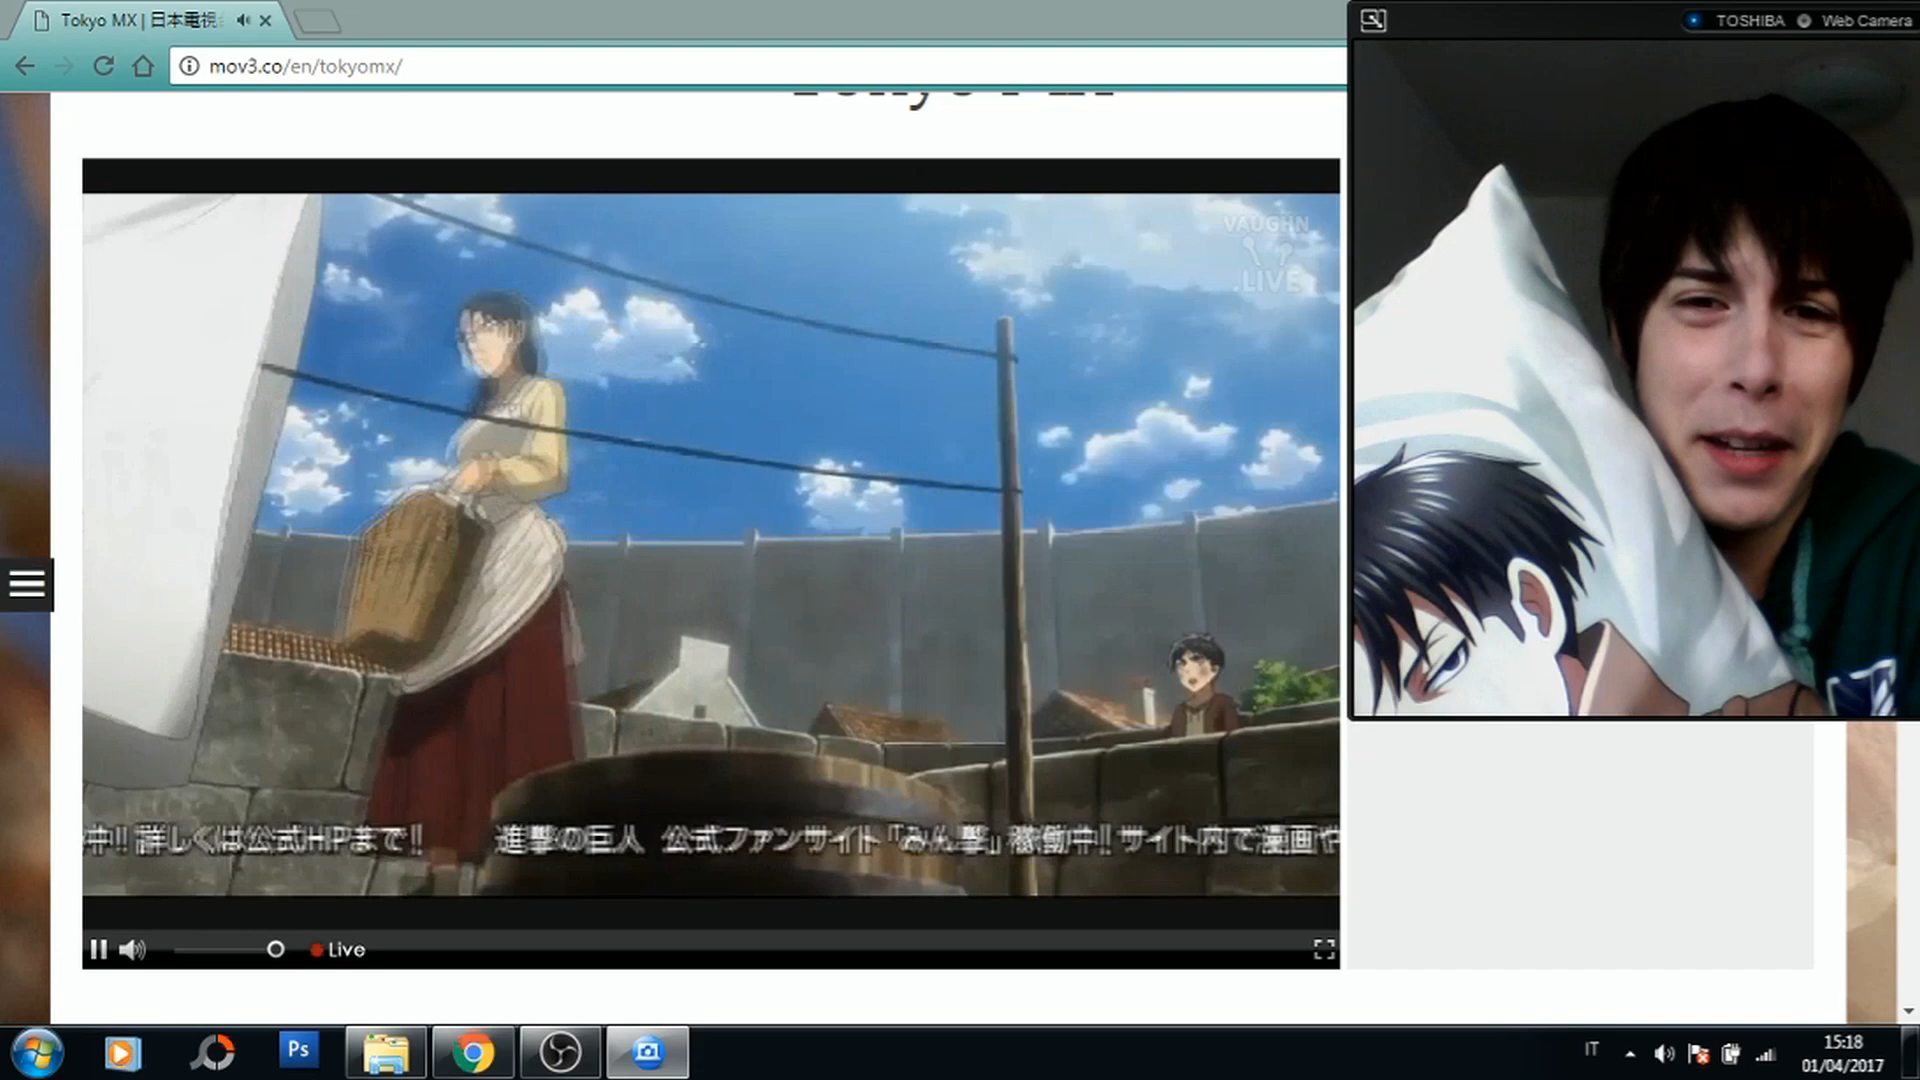 Tokyo MX | 日本電視
mov3.co/en/tokyomx/
TOSHIBA Web Camera
VAUGHN
.LIVE
中!! 詳しくは公式HPまで!! 進撃の巨人 公式ファンサイト「みん撃」稼働中!! サイト内で漫画や
Live
Ps
IT
15:18
01/04/2017